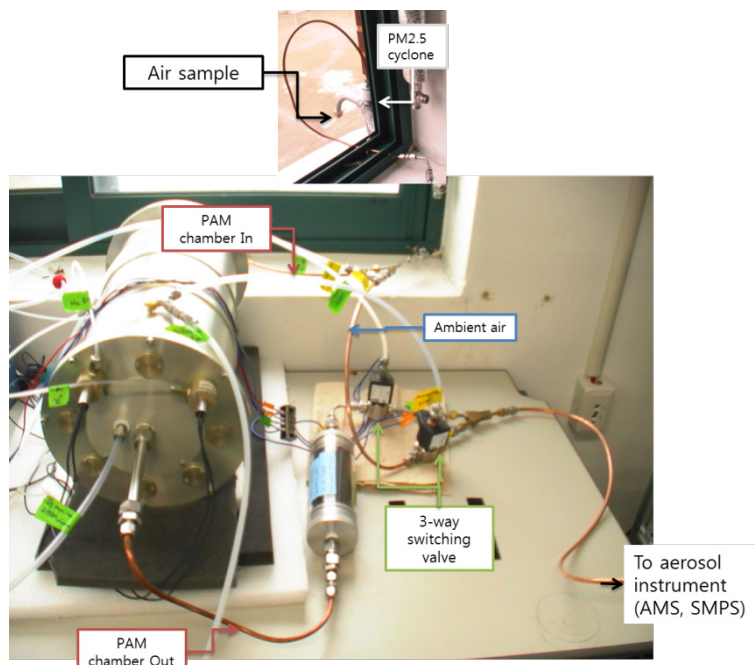 PM2.5
cyclone
Air sample
PAM
chamber In
Ambient air
3-way
switching
valve
To aerosol
instrument
(AMS, SMPS)
PAM
chamber Out